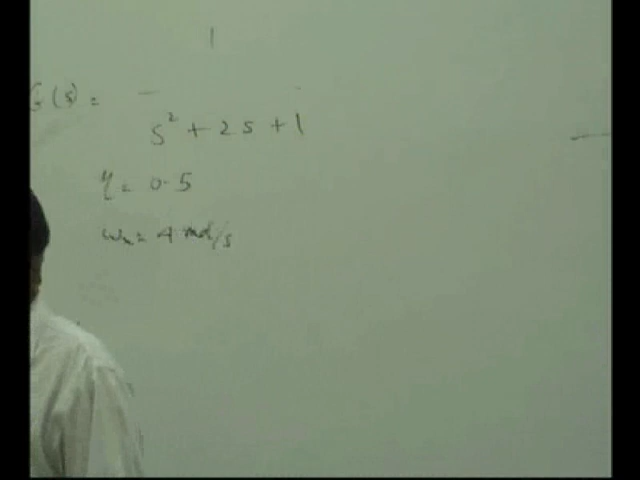 1
G(s) =
s² + 2s + 1
η = 0.5
ωn = 4 rad/s